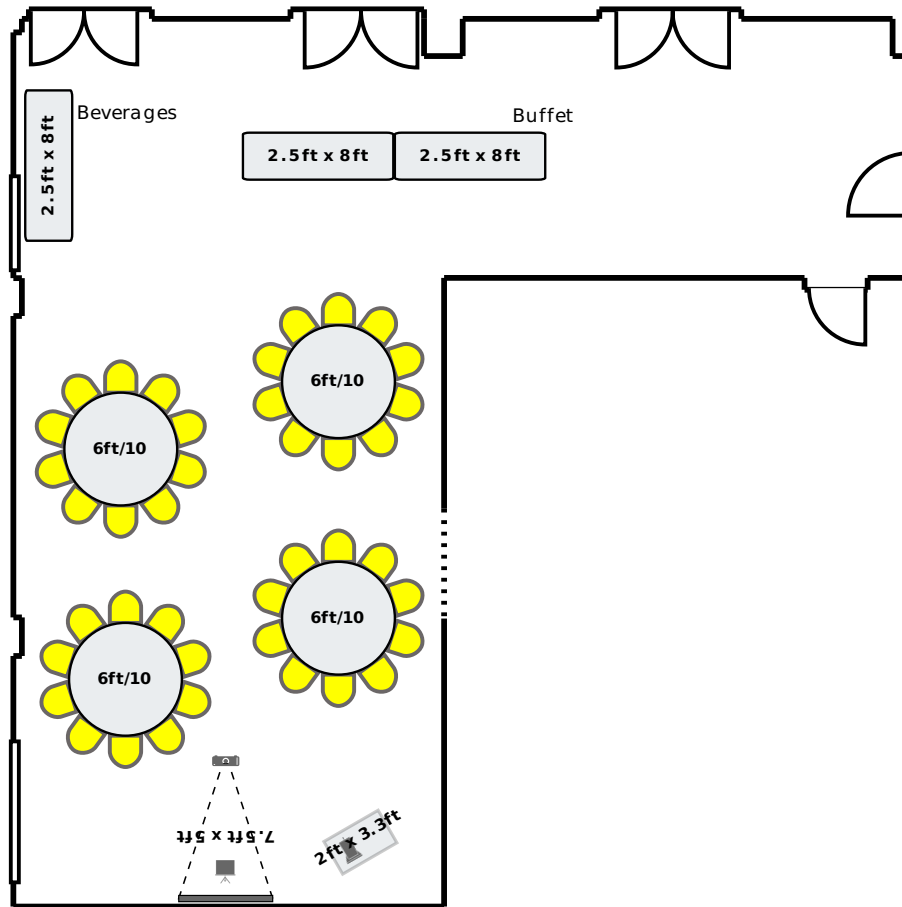 Beverages
Buffet
2.5ft x 8ft
2.5ft x 8ft
2.5ft x 8ft
6ft/10
6ft/10
6ft/10
6ft/10
7.5ft x 5ft
2ft x 3.3ft